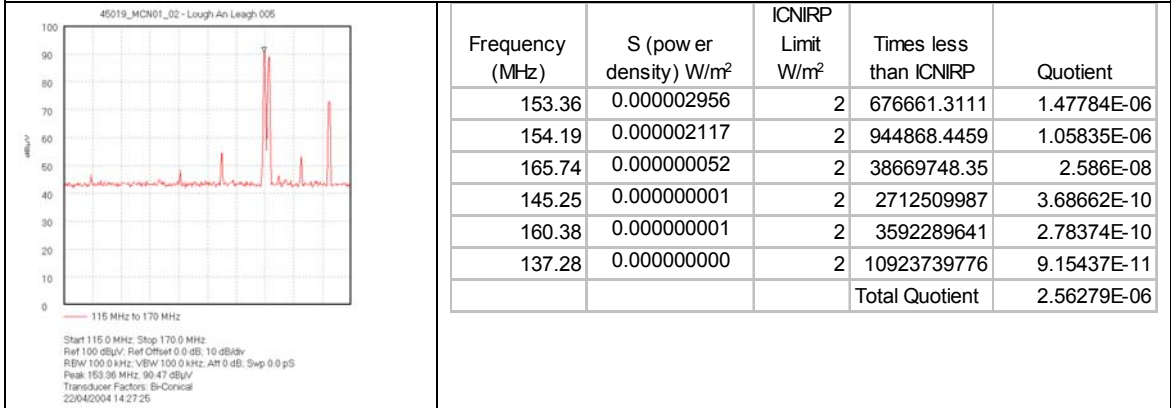 45019_MCN01_02 - Lough An Leagh 005
100
90
80
70
60
50
40
30
20
10
0
dBµV
115 MHz to 170 MHz
Start 115.0 MHz; Stop 170.0 MHz
Ref 100 dBµV; Ref Offset 0.0 dB; 10 dB/div
RBW 100.0 kHz; VBW 100.0 kHz; Att 0 dB; Swp 0.0 pS
Peak 153.36 MHz, 90.47 dBµV
Transducer Factors: Bi-Conical
22/04/2004 14:27:25
Frequency (MHz) S (pow er density) W/m² ICNIRP Limit W/m² Times less than ICNIRP Quotient
153.36 0.000002956 2 676661.3111 1.47784E-06
154.19 0.000002117 2 944868.4459 1.05835E-06
165.74 0.000000052 2 38669748.35 2.586E-08
145.25 0.000000001 2 2712509987 3.68662E-10
160.38 0.000000001 2 3592289641 2.78374E-10
137.28 0.000000000 2 10923739776 9.15437E-11
Total Quotient 2.56279E-06